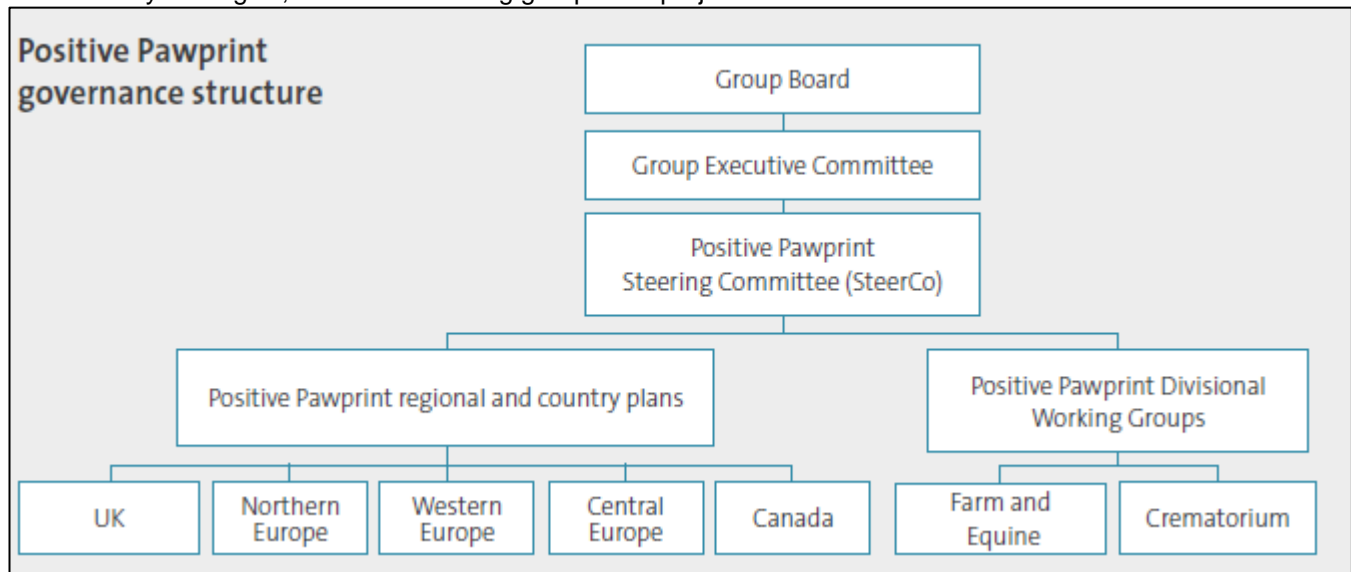 Positive Pawprint
governance structure
Group Board
Group Executive Committee
Positive Pawprint
Steering Committee (SteerCo)
Positive Pawprint regional and country plans
Positive Pawprint Divisional
Working Groups
UK
Northern
Europe
Western
Europe
Central
Europe
Canada
Farm and
Equine
Crematorium